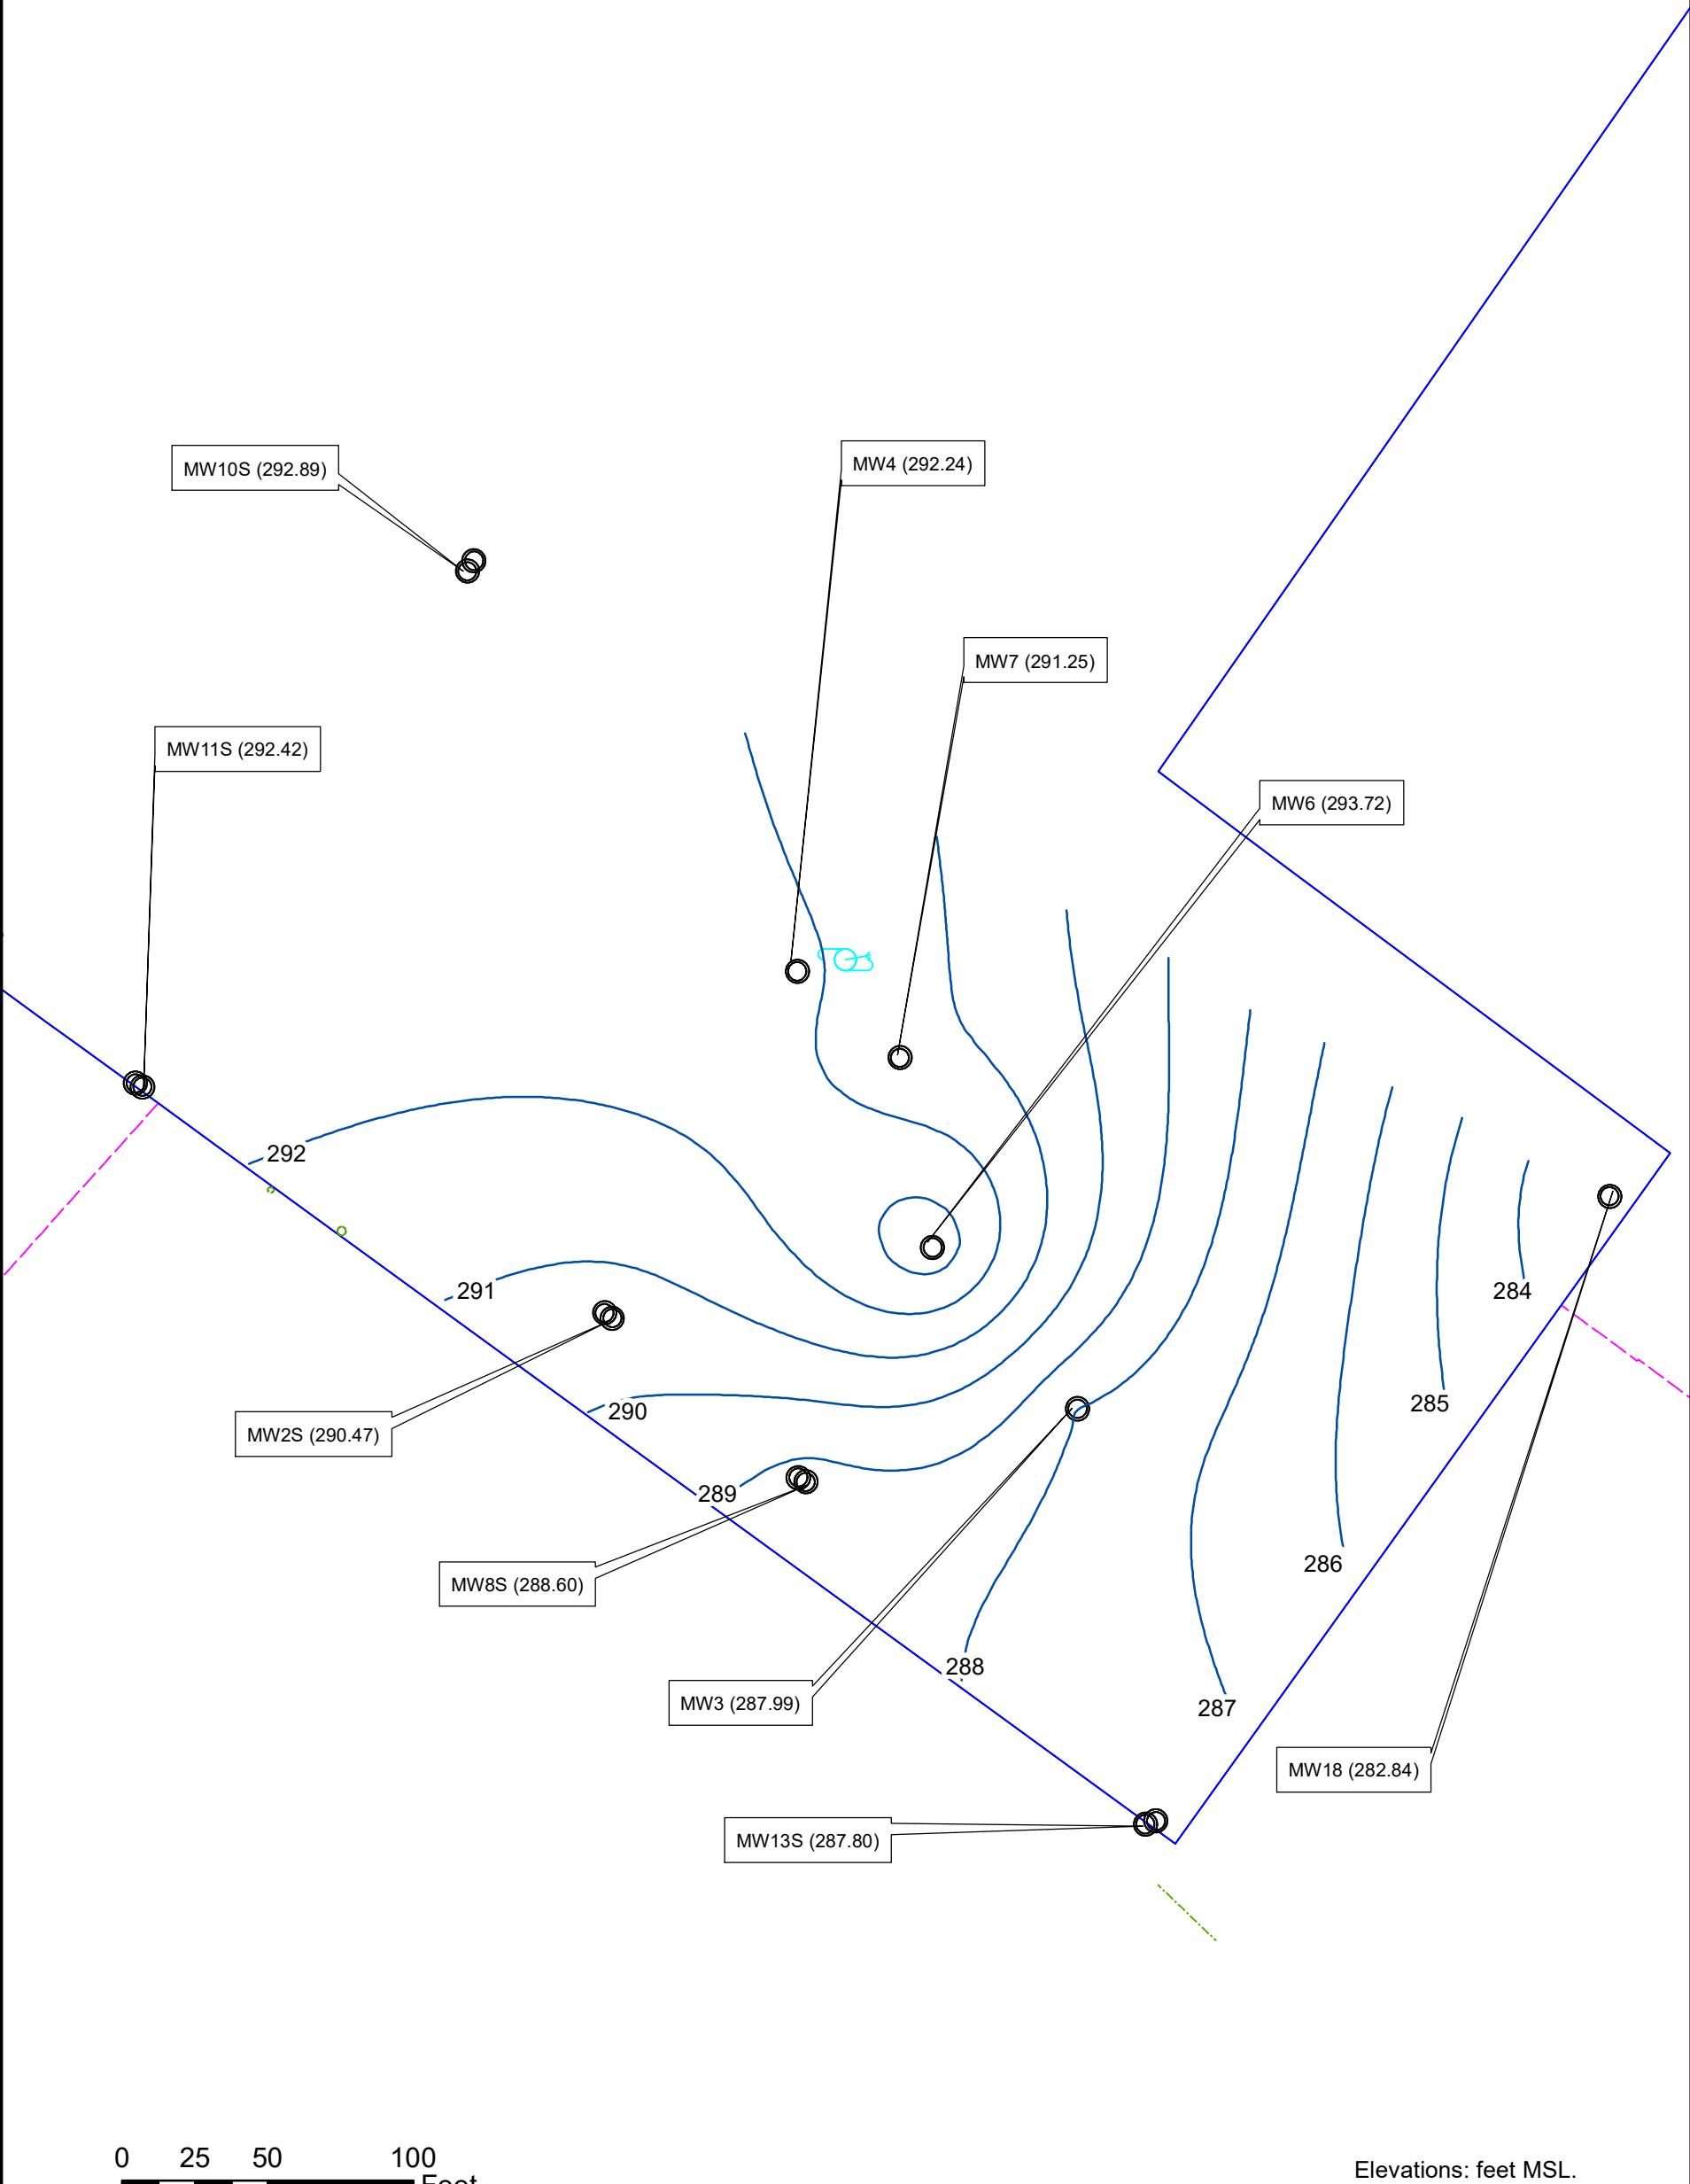 MW4 (292.24)
MW10S (292.89)
MW7 (291.25)
MW11S (292.42)
MW6 (293.72)
292
291
284
285
290
MW2S (290.47)
289
286
MW8S (288.60)
288
MW3 (287.99)
287
MW18 (282.84)
MW13S (287.80)
0 25 50 100
Feet
Elevations: feet MSL.